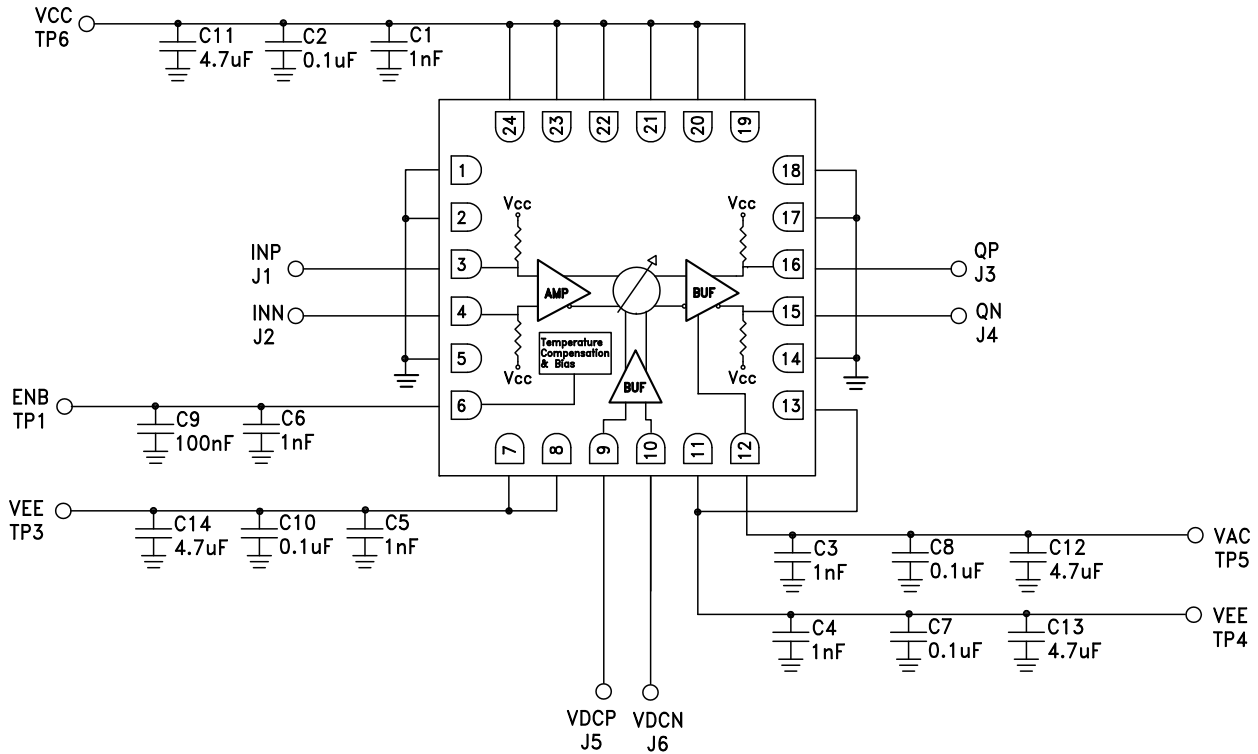 VCC
TP6
C11
4.7uF
C2
0.1uF
C1
1nF
24
23
22
21
20
19
1
2
3
4
5
6
18
17
16
15
14
13
7
8
9
10
11
12
Vcc
Vcc
Vcc
Vcc
AMP
BUF
BUF
Temperature
Compensation
& Bias
INP
J1
INN
J2
QP
J3
QN
J4
ENB
TP1
C9
100nF
C6
1nF
VEE
TP3
C14
4.7uF
C10
0.1uF
C5
1nF
C3
1nF
C8
0.1uF
C12
4.7uF
VAC
TP5
C4
1nF
C7
0.1uF
C13
4.7uF
VEE
TP4
VDCP
J5
VDCN
J6